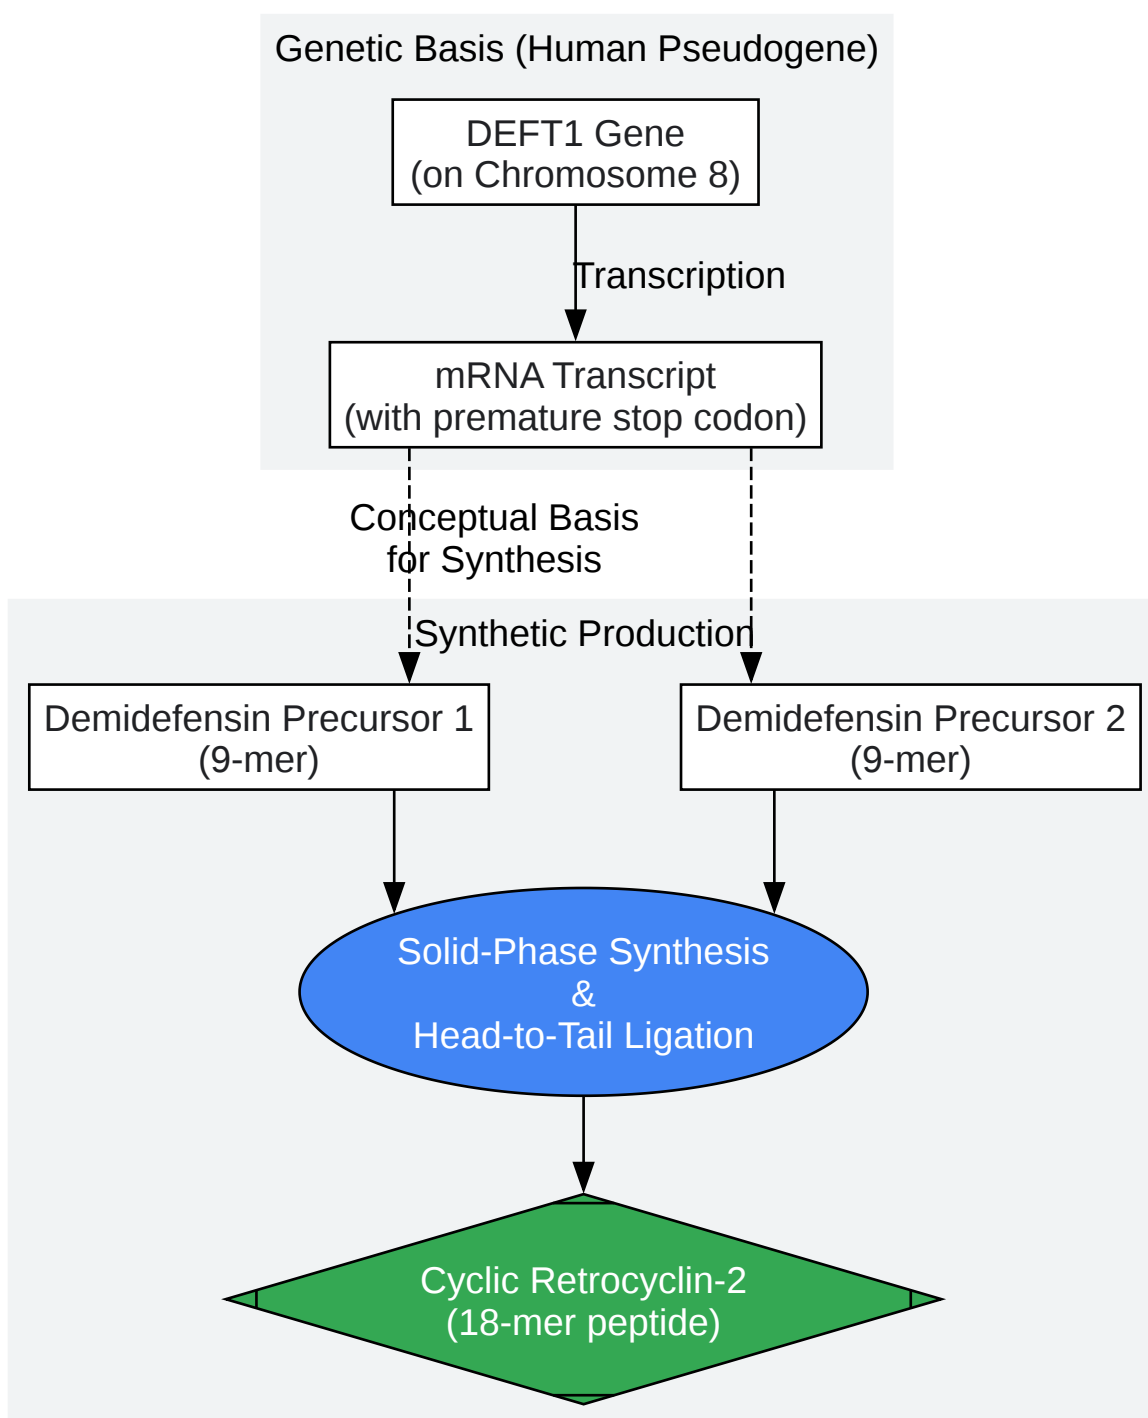 Genetic Basis (Human Pseudogene)
DEFT1 Gene
(on Chromosome 8)
Transcription
mRNA Transcript
(with premature stop codon)
Conceptual Basis
for Synthesis
Synthetic Production
Demidefensin Precursor 1
(9-mer)
Demidefensin Precursor 2
(9-mer)
Solid-Phase Synthesis
&
Head-to-Tail Ligation
Cyclic Retrocyclin-2
(18-mer peptide)